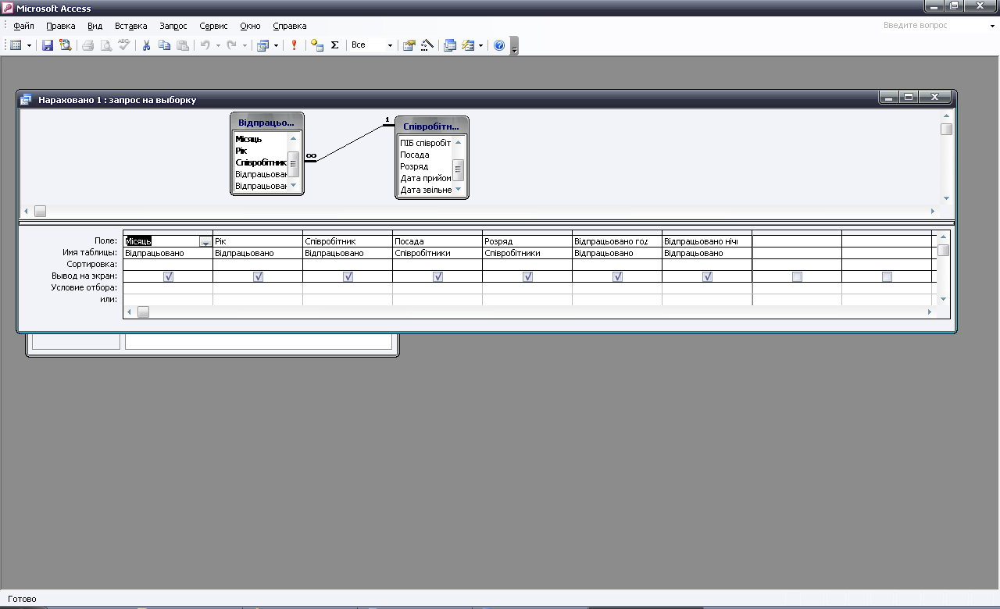 Microsoft Access
Файл Правка Вид Вставка Запрос Сервис Окно Справка
Введите вопрос
Все
Нараховано 1 : запрос на выборку
Відпрацьо...
Місяць
Рік
Співробітник
Відпрацьован
Відпрацьован
1
∞
Співробітн...
ПІБ співробіт
Посада
Розряд
Дата прийом
Дата звільне
Поле: Місяць Рік Співробітник Посада Розряд Відпрацьовано год Відпрацьовано нічі
Имя таблицы: Відпрацьовано Відпрацьовано Відпрацьовано Співробітники Співробітники Відпрацьовано Відпрацьовано
Сортировка:
Вывод на экран:
Условие отбора:
или:
Готово